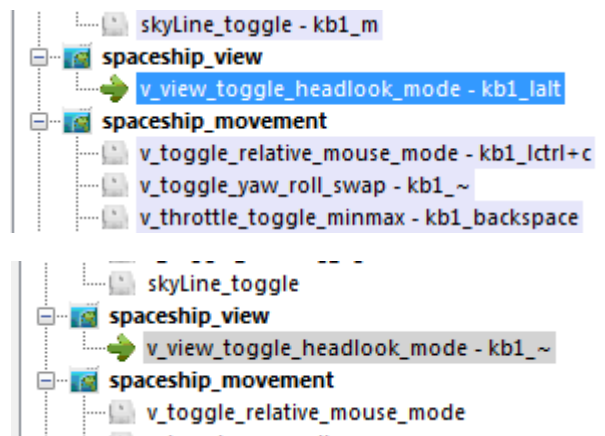 skyLine_toggle - kb1_m
spaceship_view
v_view_toggle_headlook_mode - kb1_lalt
spaceship_movement
v_toggle_relative_mouse_mode - kb1_lctrl+c
v_toggle_yaw_roll_swap - kb1_~
v_throttle_toggle_minmax - kb1_backspace
skyLine_toggle
spaceship_view
v_view_toggle_headlook_mode - kb1_~
spaceship_movement
v_toggle_relative_mouse_mode